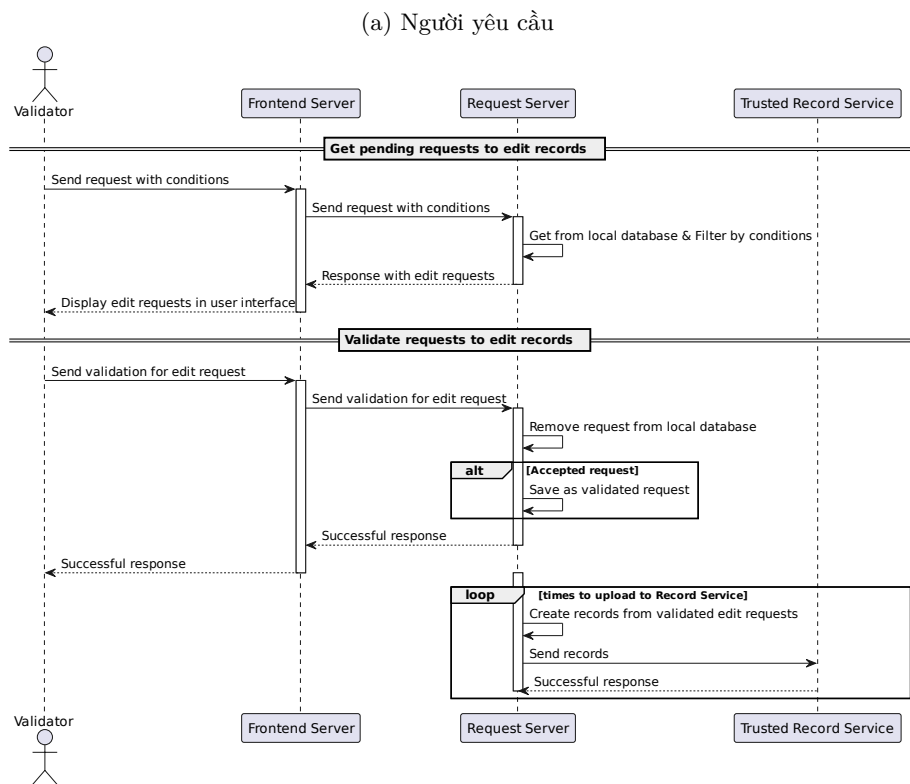 (a) Người yêu cầu
Validator
Frontend Server
Request Server
Trusted Record Service
Get pending requests to edit records
Send request with conditions
Send request with conditions
Get from local database & Filter by conditions
Response with edit requests
Display edit requests in user interface
Validate requests to edit records
Send validation for edit request
Send validation for edit request
Remove request from local database
alt [Accepted request]
Save as validated request
Successful response
Successful response
loop [times to upload to Record Service]
Create records from validated edit requests
Send records
Successful response
Validator
Frontend Server
Request Server
Trusted Record Service